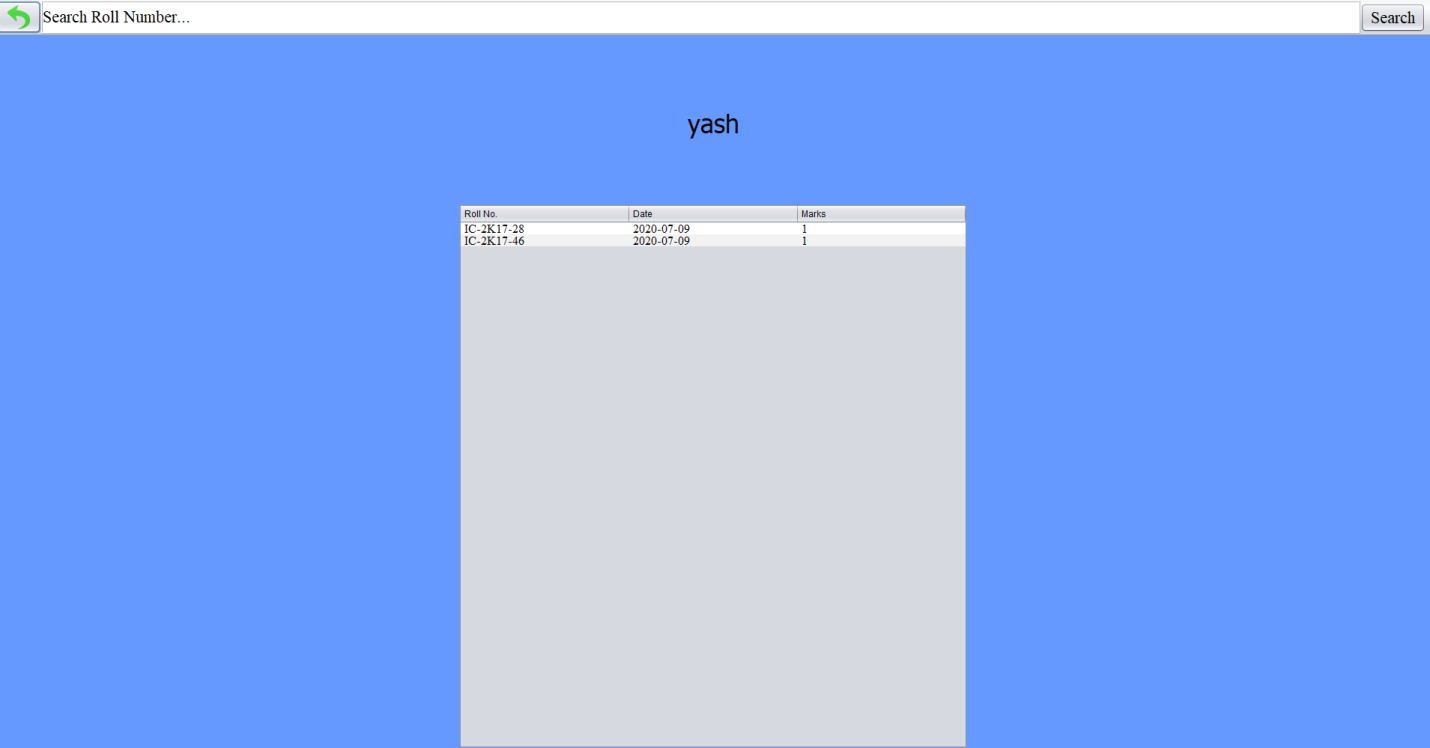 Search Roll Number... Search
yash
Roll No. Date Marks
IC-2K17-28 2020-07-09 1
IC-2K17-46 2020-07-09 1